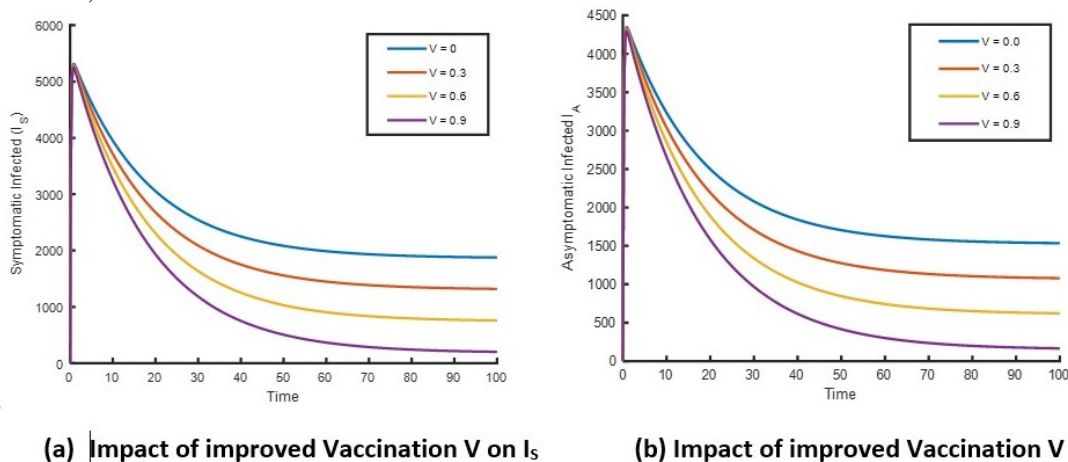 6000
5000
4000
3000
2000
1000
0
Symptomatic Infected (I S)
V = 0
V = 0.3
V = 0.6
V = 0.9
0 10 20 30 40 50 60 70 80 90 100
Time
(a) Impact of improved Vaccination V on IS
4500
4000
3500
3000
2500
2000
1500
1000
500
0
Asymptomatic Infected I A
V = 0.0
V = 0.3
V = 0.6
V = 0.9
0 10 20 30 40 50 60 70 80 90 100
Time
(b) Impact of improved Vaccination V